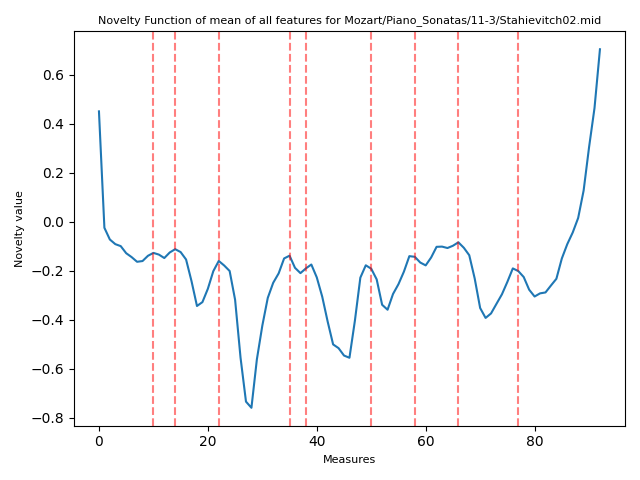 Novelty Function of mean of all features for Mozart/Piano_Sonatas/11-3/Stahievitch02.mid
0.6
0.4
0.2
0.0
−0.2
−0.4
−0.6
−0.8
Novelty value
0 20 40 60 80
Measures